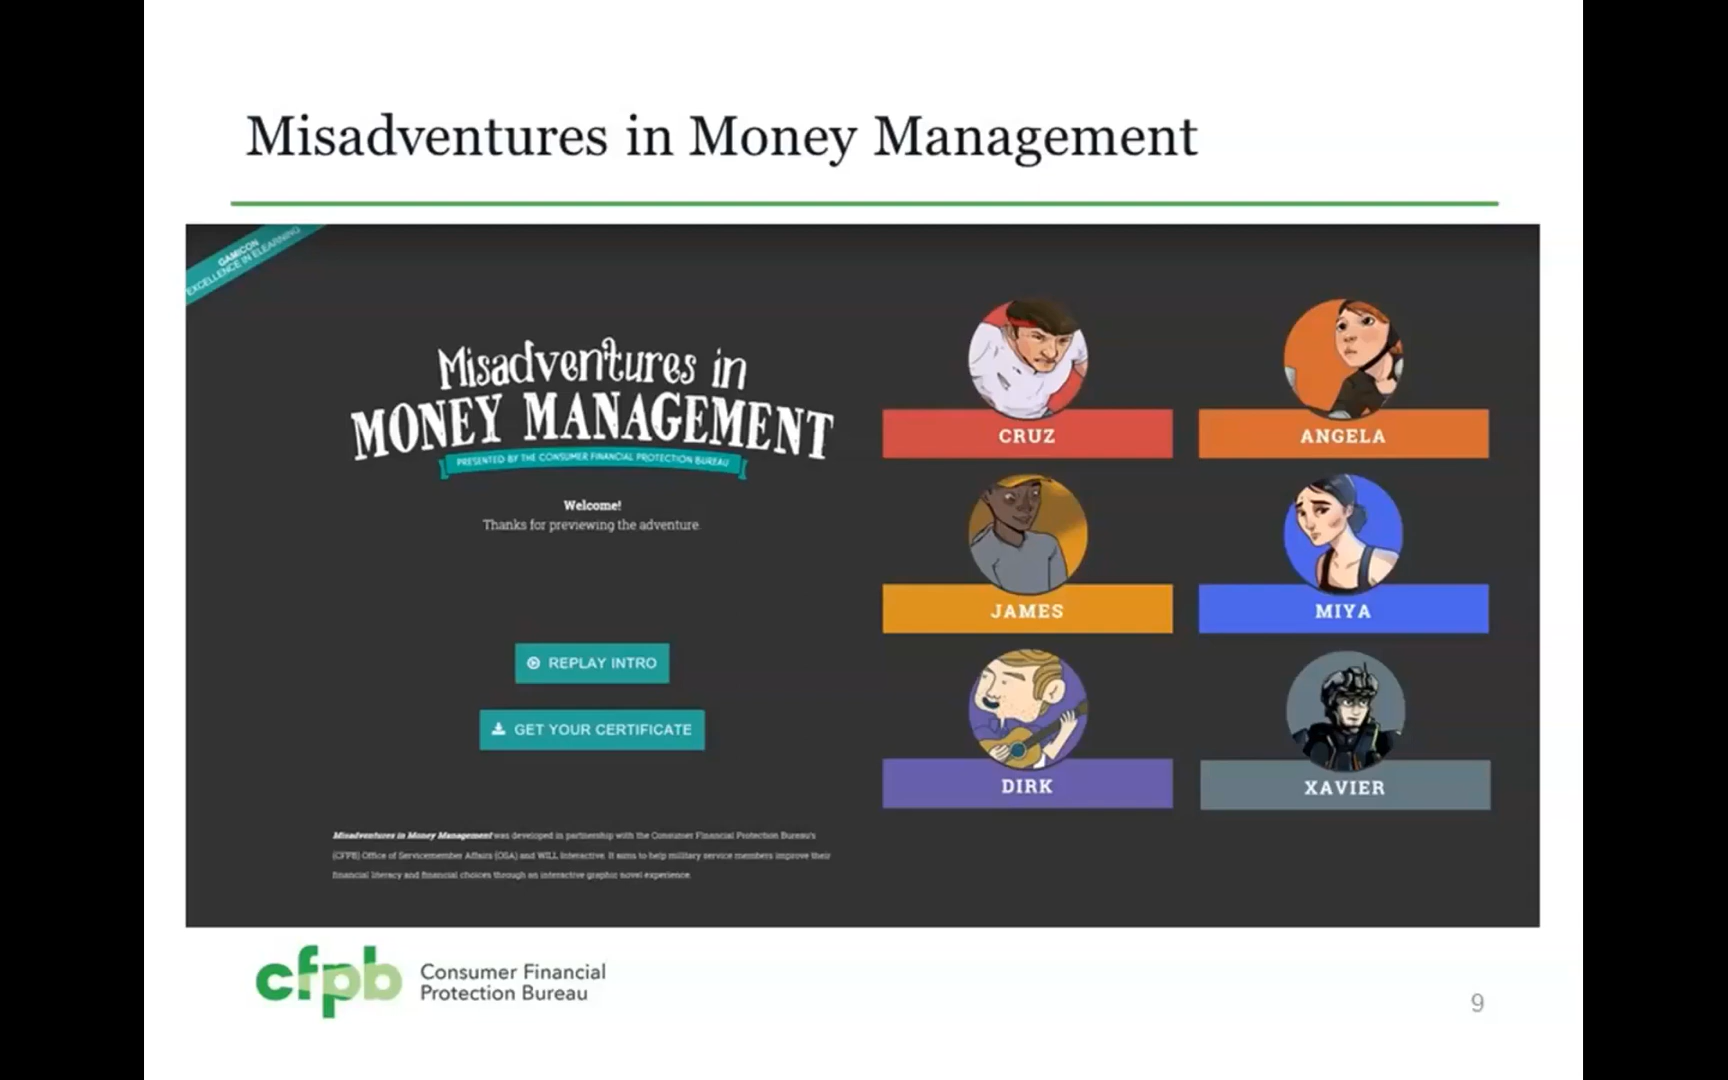 Misadventures in Money Management
GAMICON
EXCELLENCE IN ELEARNING
Misadventures in
MONEY MANAGEMENT
PRESENTED BY THE CONSUMER FINANCIAL PROTECTION BUREAU
Welcome!
Thanks for previewing the adventure.
REPLAY INTRO
GET YOUR CERTIFICATE
Misadventures in Money Management was developed in partnership with the Consumer Financial Protection Bureau's
(CFPB) Office of Servicemember Affairs (OSA) and WILL Interactive. It aims to help military service members improve their
financial literacy and financial choices through an interactive graphic novel experience.
CRUZ
ANGELA
JAMES
MIYA
DIRK
XAVIER
cfpb
Consumer Financial
Protection Bureau
9